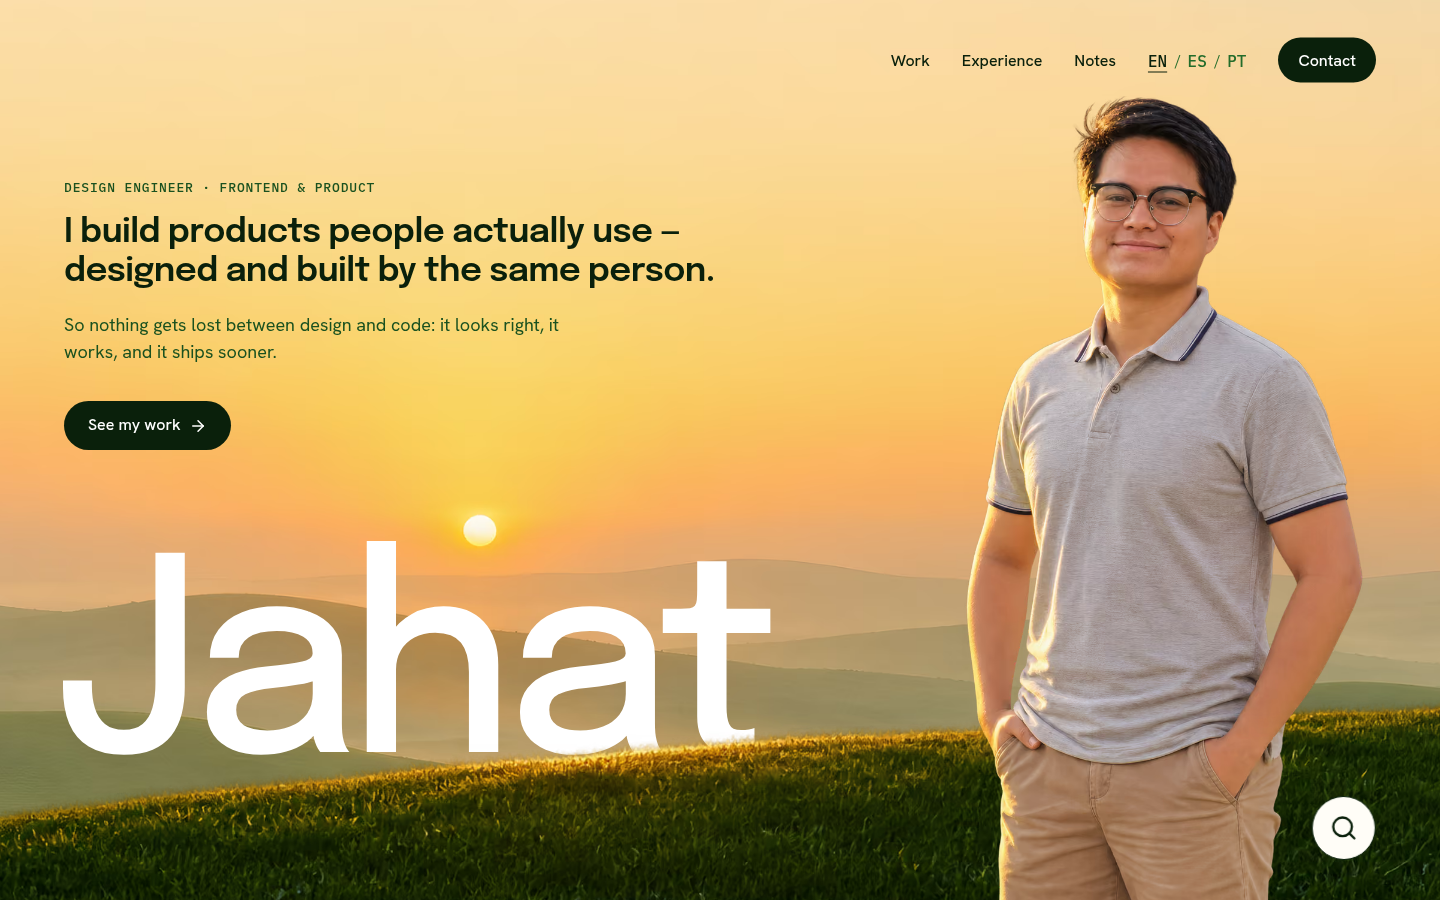 Work Experience Notes EN / ES / PT Contact
DESIGN ENGINEER · FRONTEND & PRODUCT
I build products people actually use –
designed and built by the same person.
So nothing gets lost between design and code: it looks right, it
works, and it ships sooner.
See my work →
Jahat